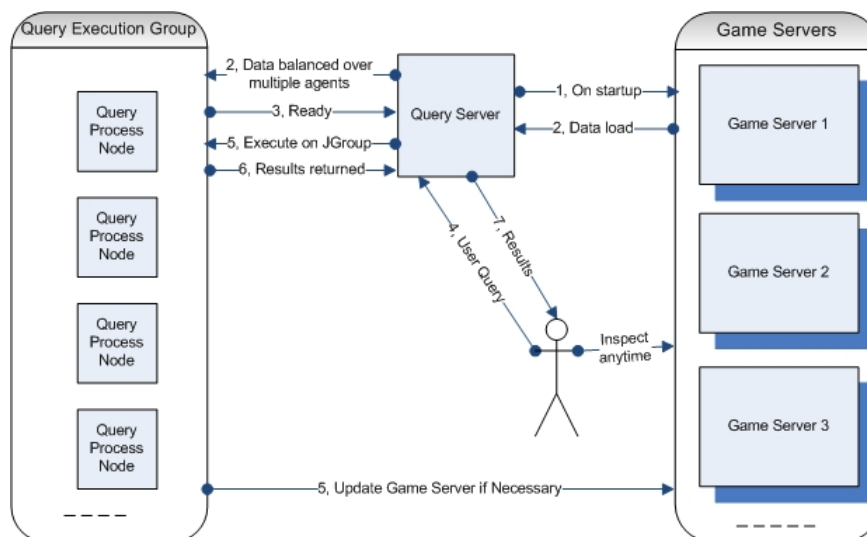 Query Execution Group
Game Servers
2, Data balanced over
multiple agents
3, Ready
5, Execute on JGroup
6, Results returned
Query Server
1, On startup
2, Data load
Query
Process
Node
Query
Process
Node
Query
Process
Node
Query
Process
Node
4, User Query
7, Results
Inspect
anytime
Game Server 1
Game Server 2
Game Server 3
5, Update Game Server if Necessary